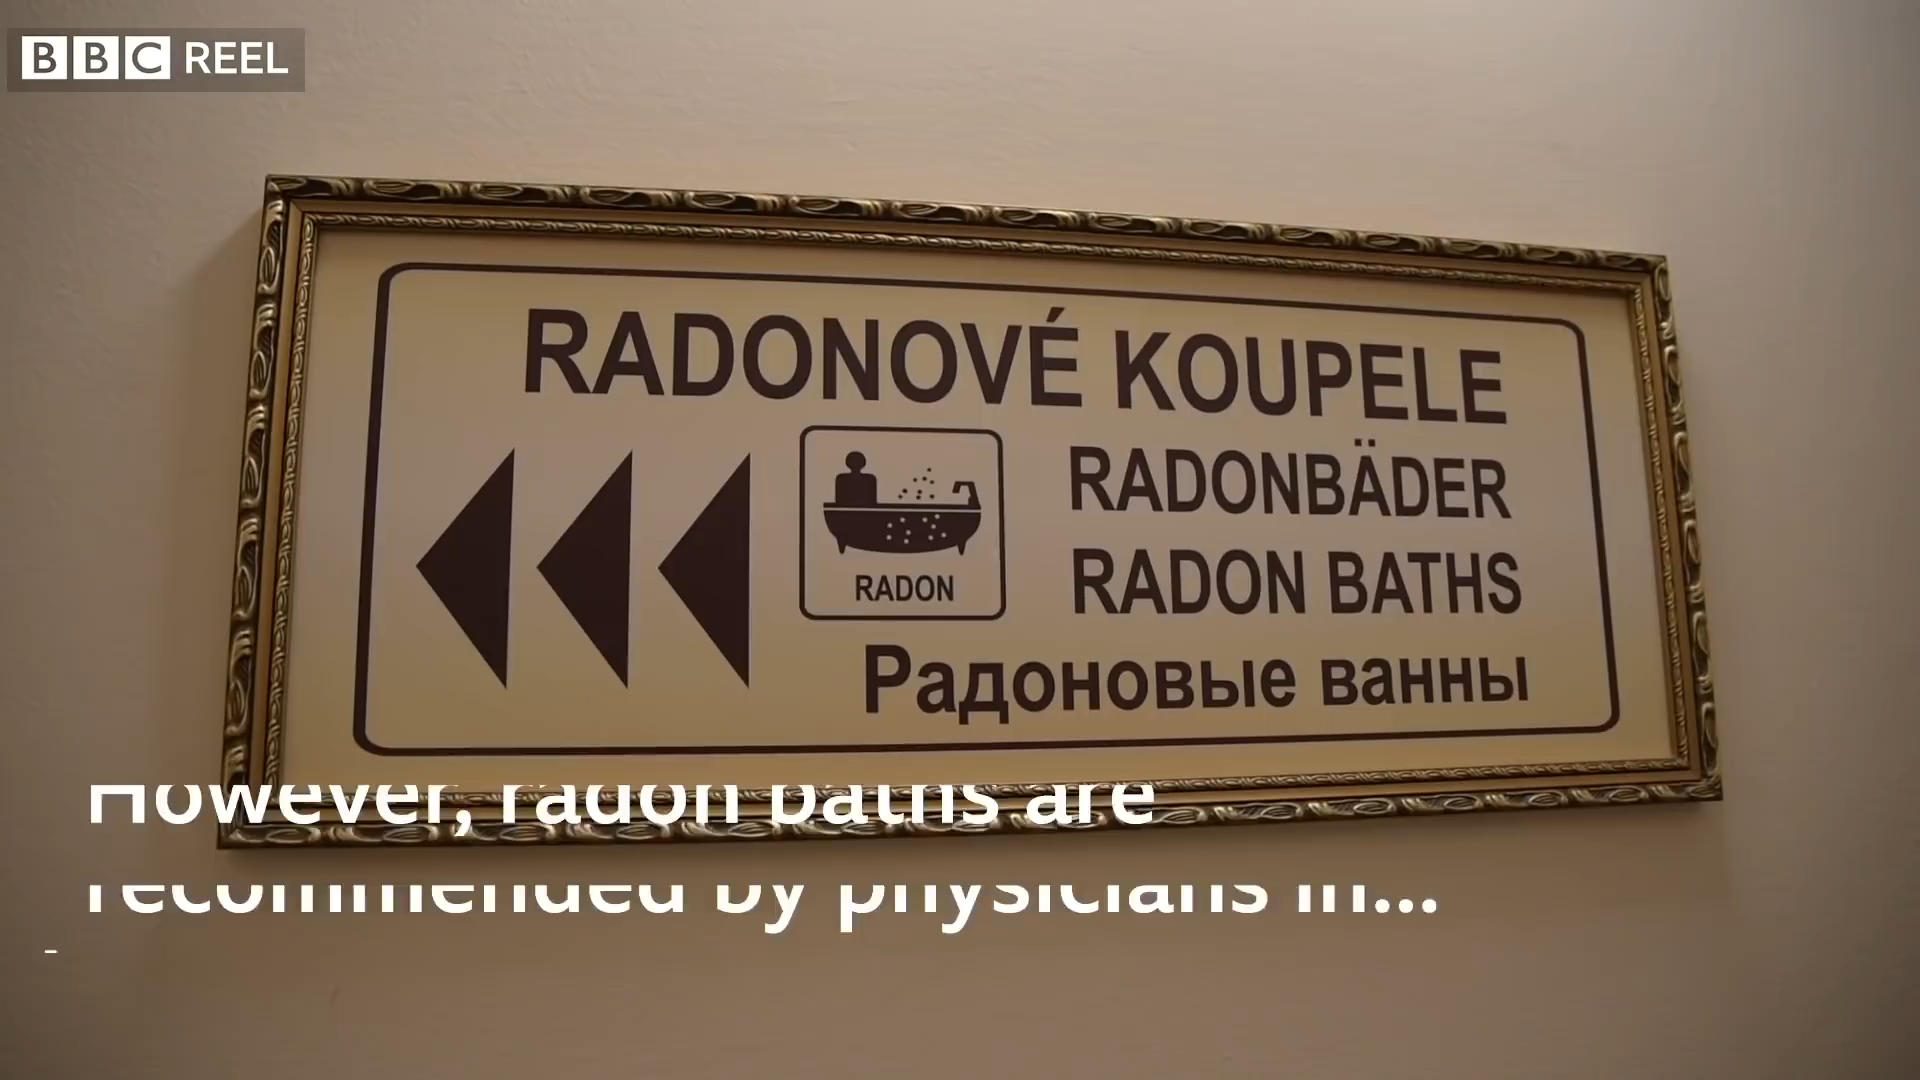 BBC REEL
RADONOVÉ KOUPELE
RADONBÄDER
RADON
RADON BATHS
Радоновые ванны
However, radon baths are
recommended by physicians in...